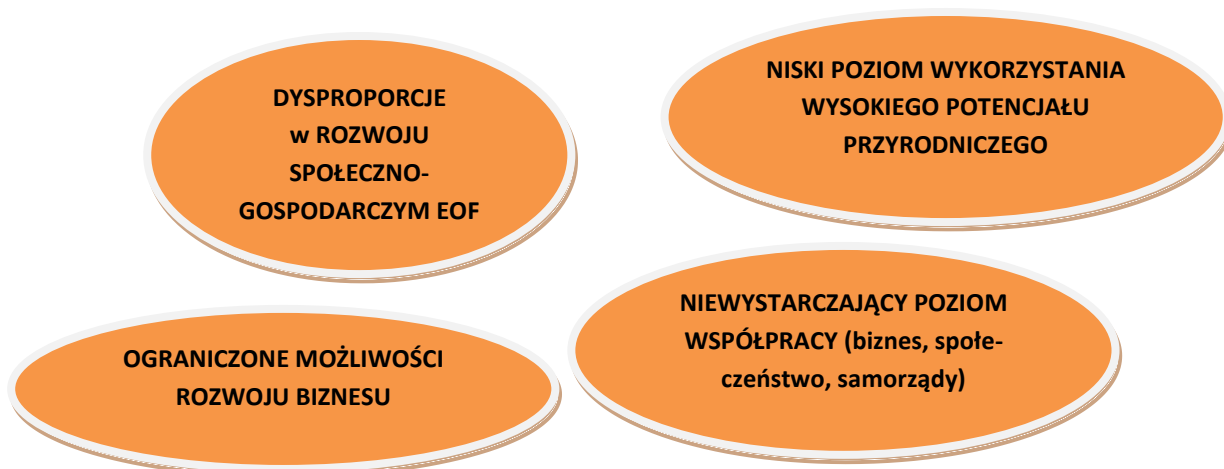 DYSPROPORCJE
w ROZWOJU
SPOŁECZNO-
GOSPODARCZYM EOF
NISKI POZIOM WYKORZYSTANIA
WYSOKIEGO POTENCJAŁU
PRZYRODNICZEGO
OGRANICZONE MOŻLIWOŚCI
ROZWOJU BIZNESU
NIEWYSTARCZAJĄCY POZIOM
WSPÓŁPRACY (biznes, społe-
czeństwo, samorządy)